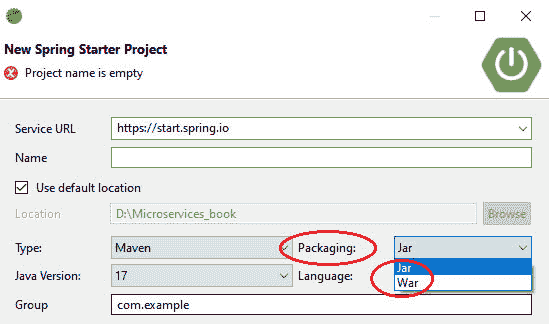 New Spring Starter Project
Project name is empty
Service URL https://start.spring.io
Name
Use default location
Location D:\Microservices_book Browse
Type: Maven Packaging: Jar
Jar
Java Version: 17 Language: War
Group com.example